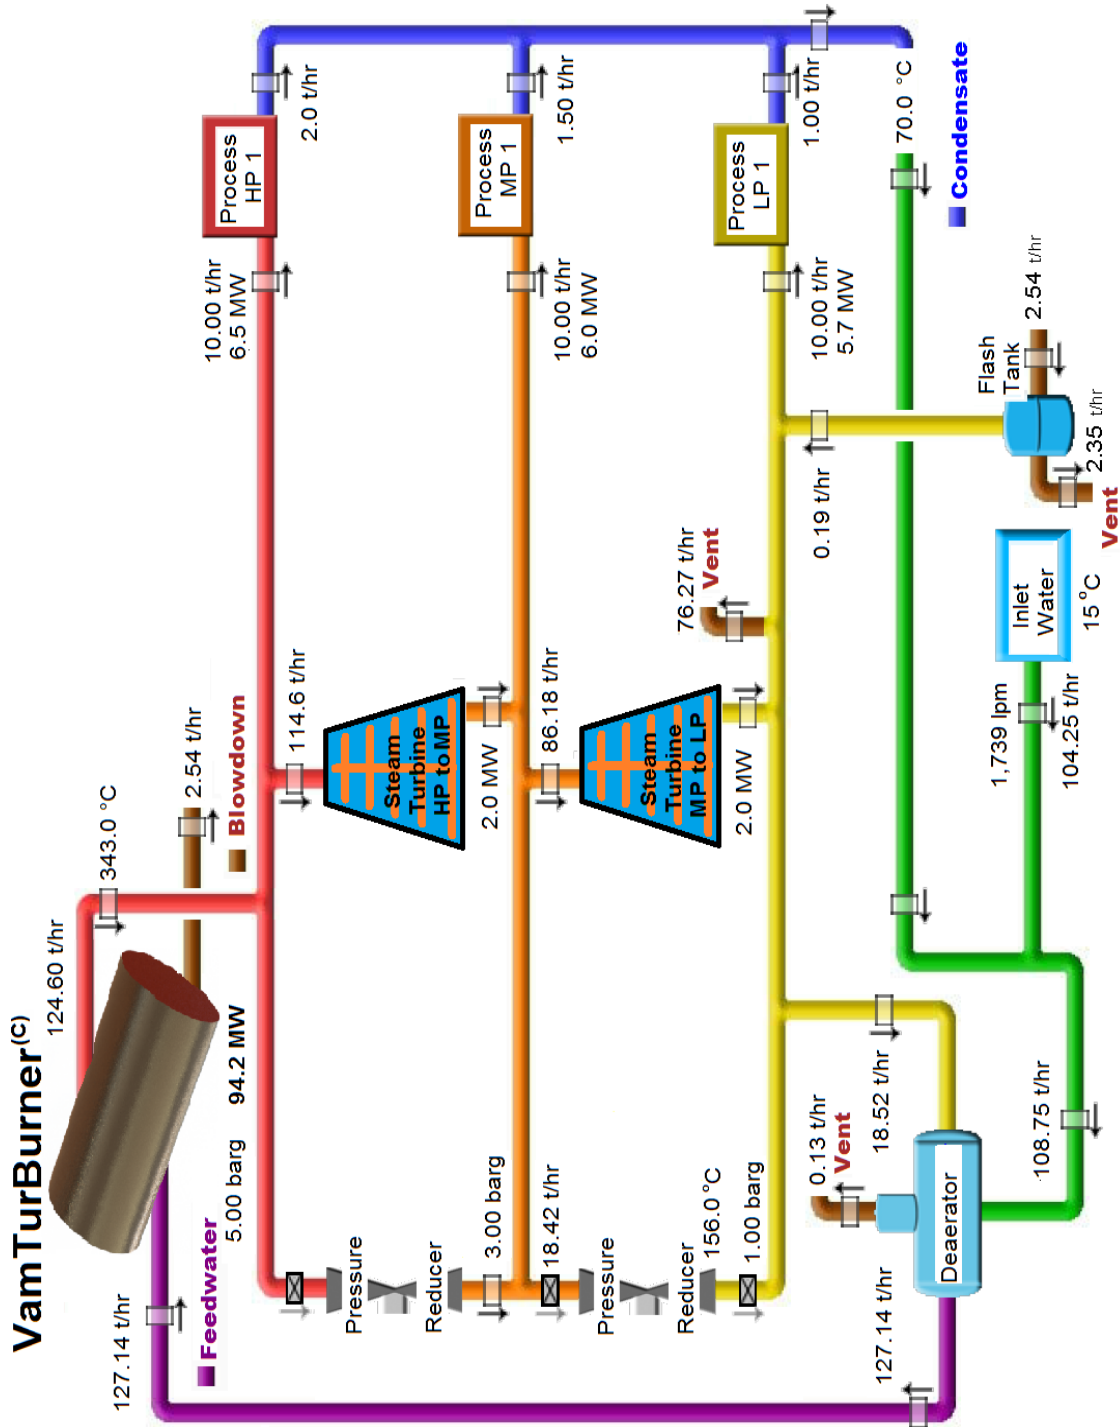 VamTurBurner(C)
124.60 t/hr
343.0 °C
2.54 t/hr
Blowdown
127.14 t/hr
Feedwater
5.00 barg
94.2 MW
114.6 t/hr
10.00 t/hr
6.5 MW
Process
HP 1
2.0 t/hr
Pressure
Reducer
Steam
Turbine
HP to MP
2.0 MW
3.00 barg
18.42 t/hr
86.18 t/hr
10.00 t/hr
6.0 MW
Process
MP 1
1.50 t/hr
Pressure
Reducer
Steam
Turbine
MP to LP
2.0 MW
76.27 t/hr
Vent
156.0 °C
1.00 barg
0.19 t/hr
10.00 t/hr
5.7 MW
Process
LP 1
1.00 t/hr
70.0 °C
Condensate
0.13 t/hr
Vent
18.52 t/hr
127.14 t/hr
Deaerator
108.75 t/hr
1,739 lpm
104.25 t/hr
Inlet
Water
15 °C
Flash
Tank
2.54 t/hr
2.35 t/hr
Vent